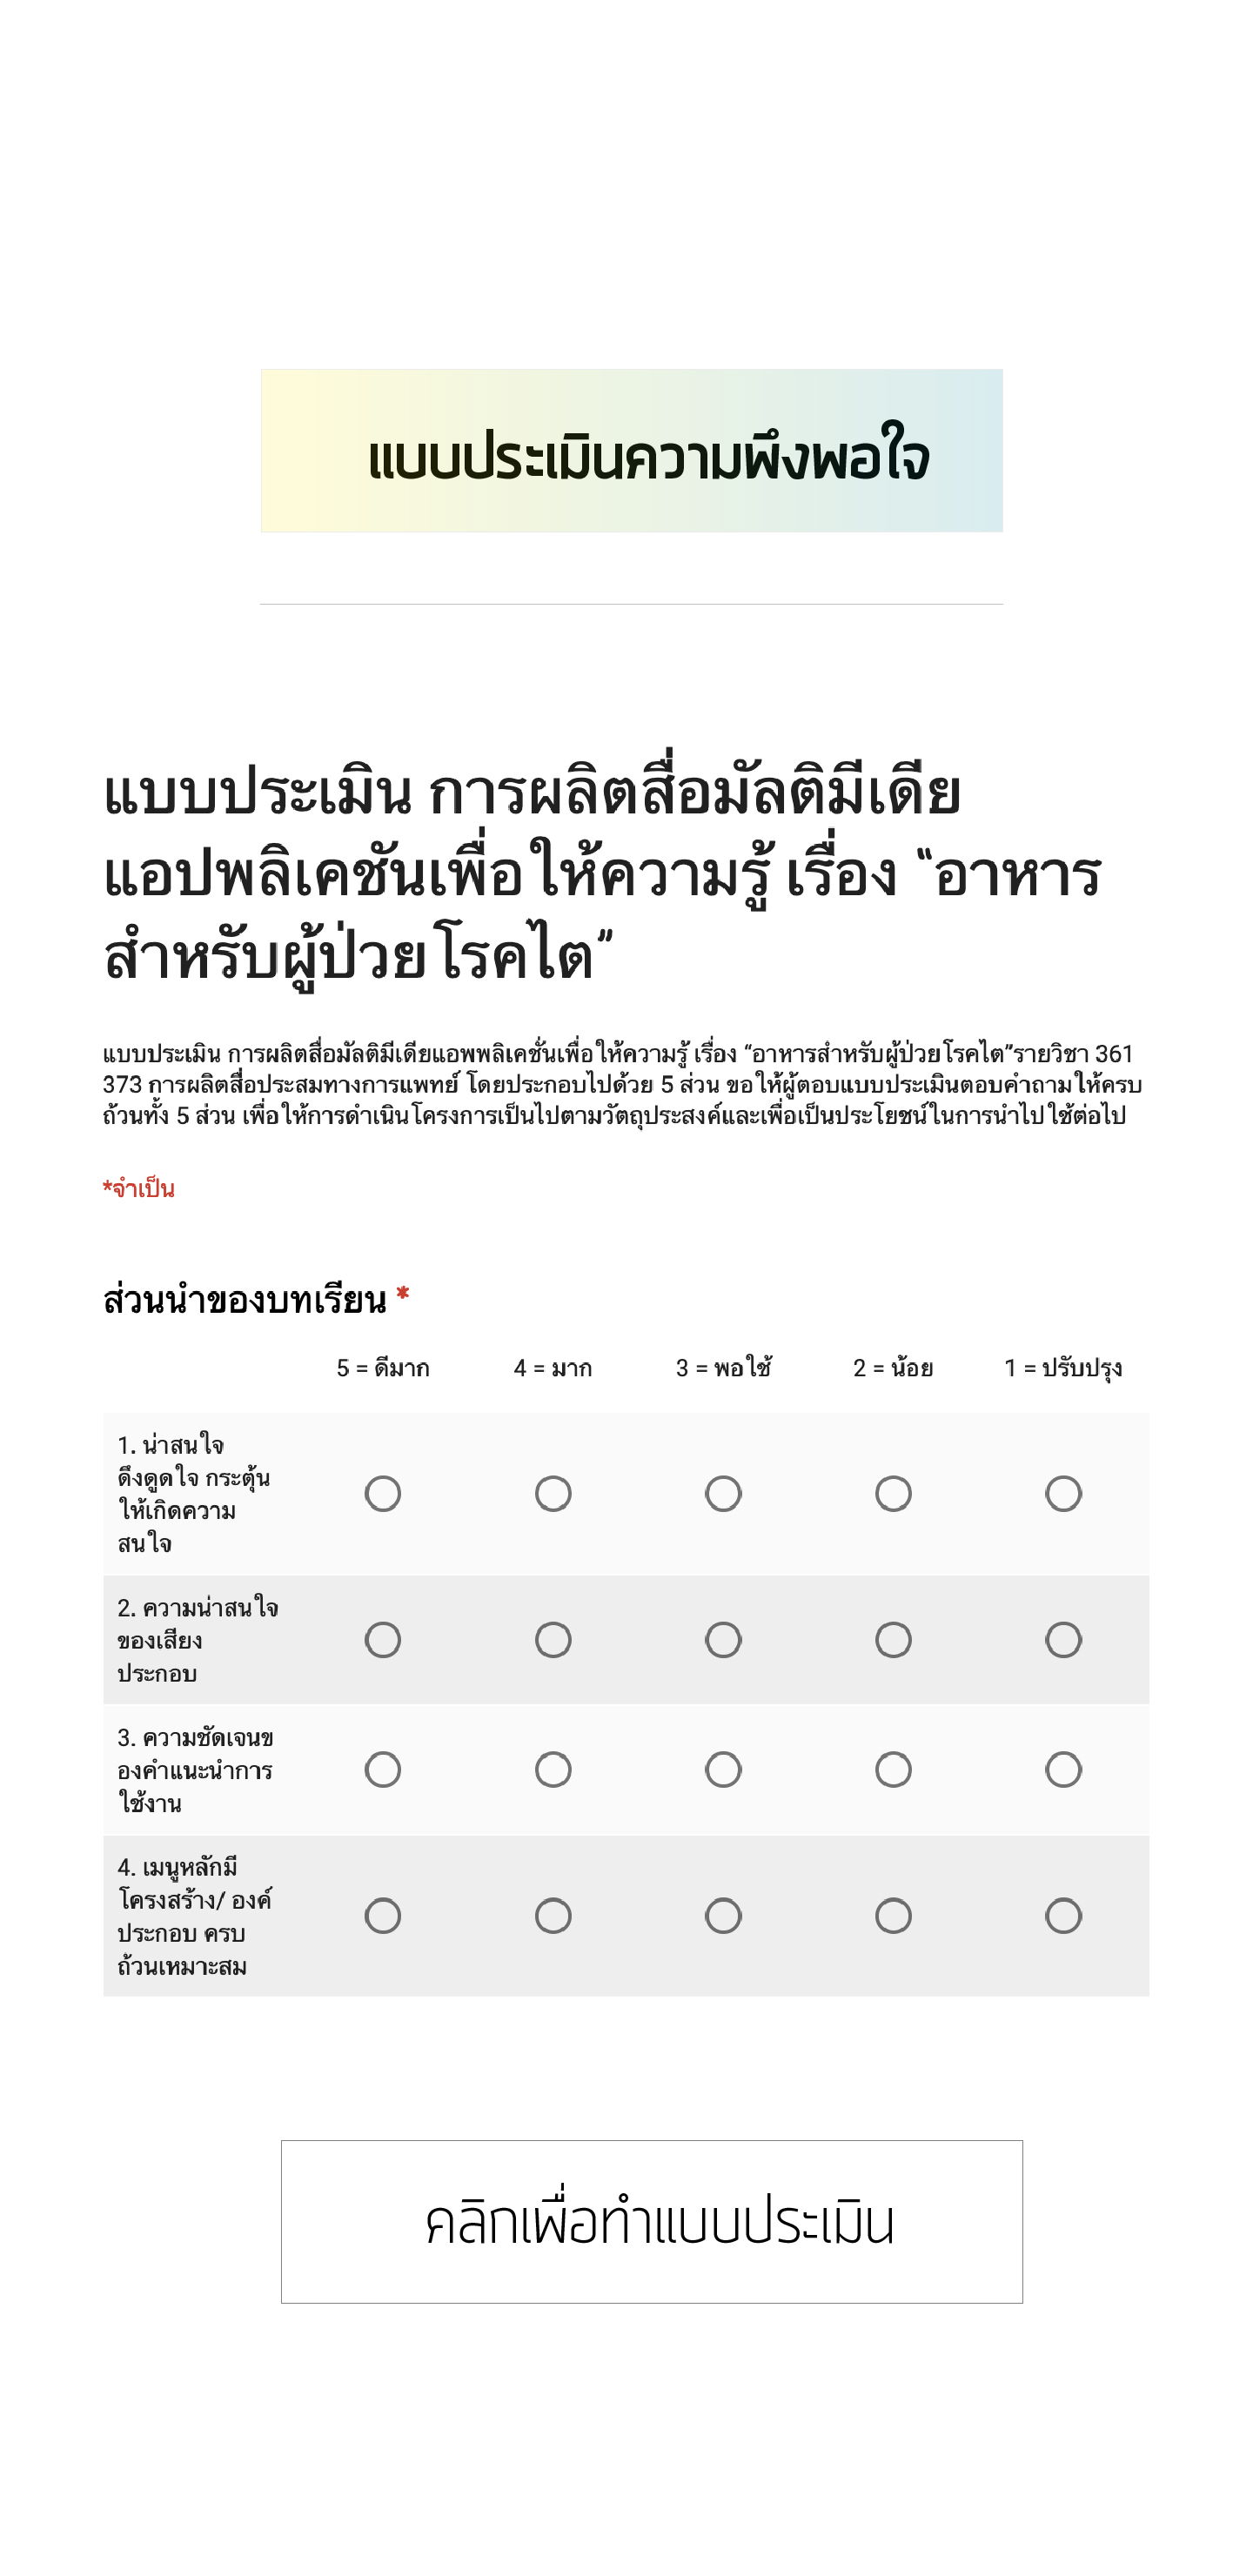 แบบประเมินความพึงพอใจ
แบบประเมิน การผลิตสื่อมัลติมีเดีย
แอปพลิเคชันเพื่อให้ความรู้ เรื่อง “อาหาร
สำหรับผู้ป่วยโรคไต”
แบบประเมิน การผลิตสื่อมัลติมีเดียแอพพลิเคชั่นเพื่อให้ความรู้ เรื่อง “อาหารสำหรับผู้ป่วยโรคไต”รายวิชา 361
373 การผลิตสื่อประสมทางการแพทย์ โดยประกอบไปด้วย 5 ส่วน ขอให้ผู้ตอบแบบประเมินตอบคำถามให้ครบ
ถ้วนทั้ง 5 ส่วน เพื่อให้การดำเนินโครงการเป็นไปตามวัตถุประสงค์และเพื่อเป็นประโยชน์ในการนำไปใช้ต่อไป
*จำเป็น
ส่วนนำของบทเรียน *
5 = ดีมาก 4 = มาก 3 = พอใช้ 2 = น้อย 1 = ปรับปรุง
1. น่าสนใจ
ดึงดูดใจ กระตุ้น
ให้เกิดความ
สนใจ
2. ความน่าสนใจ
ของเสียง
ประกอบ
3. ความชัดเจนข
องคำแนะนำการ
ใช้งาน
4. เมนูหลักมี
โครงสร้าง/ องค์
ประกอบ ครบ
ถ้วนเหมาะสม
คลิกเพื่อทำแบบประเมิน